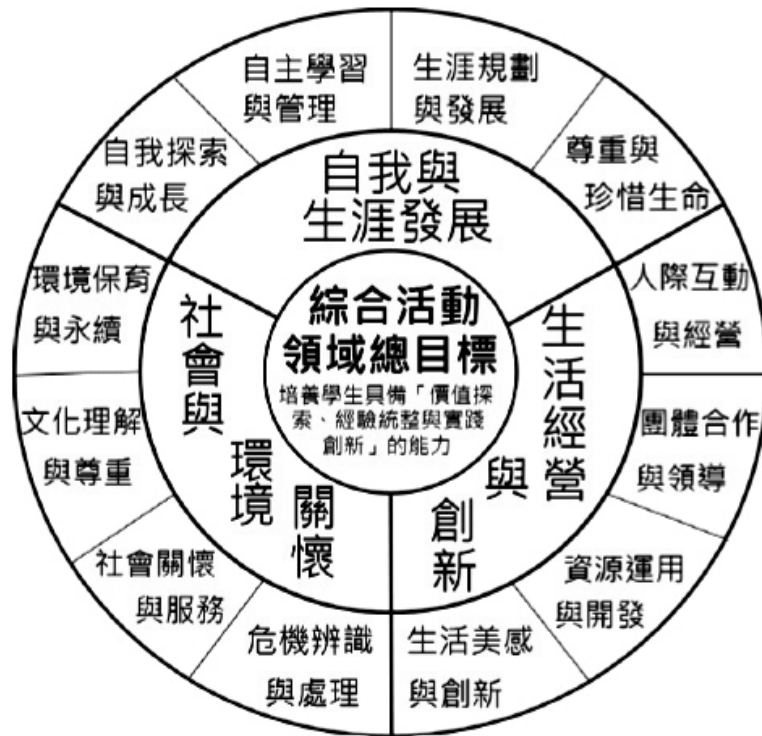 綜合活動
領域總目標
培養學生具備「價值探
索、經驗統整與實踐
創新」的能力
自我與
生涯發展
生活經營
與
創新
社會與
環境
關懷
自我探索
與成長
自主學習
與管理
生涯規劃
與發展
尊重與
珍惜生命
人際互動
與經營
團體合作
與領導
資源運用
與開發
生活美感
與創新
危機辨識
與處理
社會關懷
與服務
文化理解
與尊重
環境保育
與永續